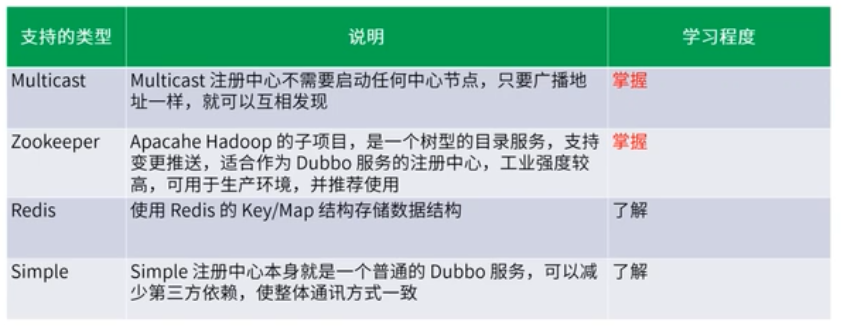 支持的类型 说明 学习程度
Multicast Multicast 注册中心不需要启动任何中心节点，只要广播地 掌握
址一样，就可以互相发现
Zookeeper Apacahe Hadoop 的子项目，是一个树型的目录服务，支持 掌握
变更推送，适合作为 Dubbo 服务的注册中心，工业强度较
高，可用于生产环境，并推荐使用
Redis 使用 Redis 的 Key/Map 结构存储数据结构 了解
Simple Simple 注册中心本身就是一个普通的 Dubbo 服务，可以减 了解
少第三方依赖，使整体通讯方式一致